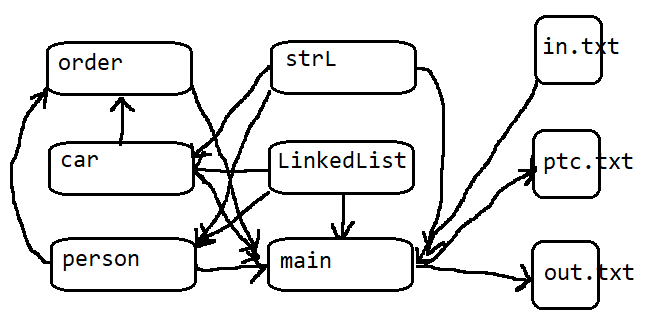 order
strL
in.txt
car
LinkedList
ptc.txt
person
main
out.txt